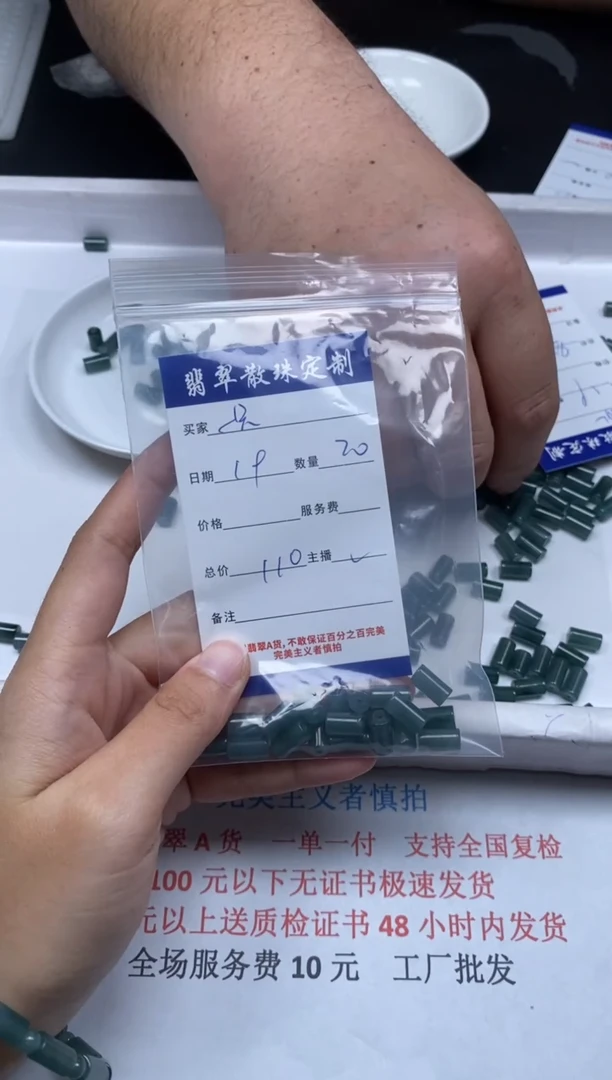 翡翠散珠定制
买家
日期 19 数量 20
价格 服务费
总价 110 主播
备注
翡翠A货,不敢保证百分之百完美
完美主义者慎拍
完美主义者慎拍
翠 A 货 一单一付 支持全国复检
100 元以下无证书极速发货
元以上送质检证书 48 小时内发货
全场服务费 10 元 工厂批发